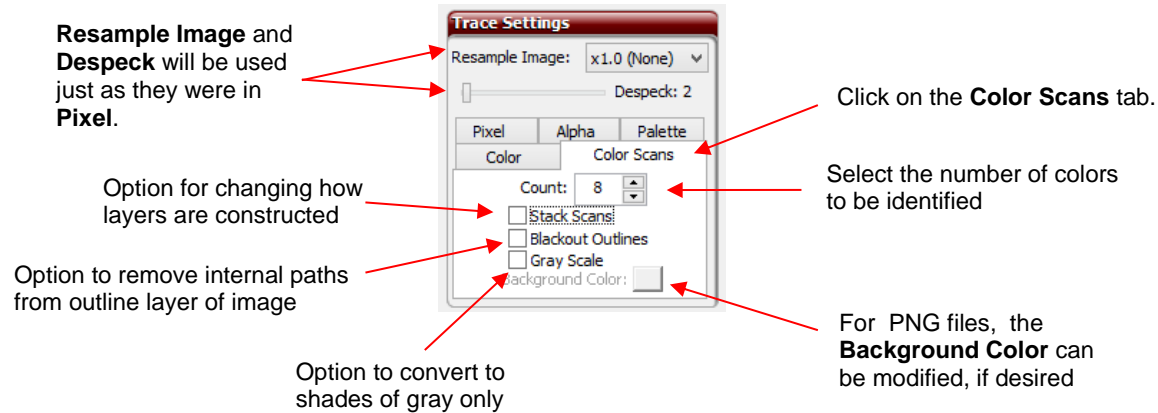 Resample Image and
Despeck will be used
just as they were in
Pixel.
Option for changing how
layers are constructed
Option to remove internal paths
from outline layer of image
Option to convert to
shades of gray only
Trace Settings
Resample Image: x1.0 (None)
Despeck: 2
Pixel Alpha Palette
Color Color Scans
Count: 8
Stack Scans
Blackout Outlines
Gray Scale
Background Color:
Click on the Color Scans tab.
Select the number of colors
to be identified
For PNG files, the
Background Color can
be modified, if desired